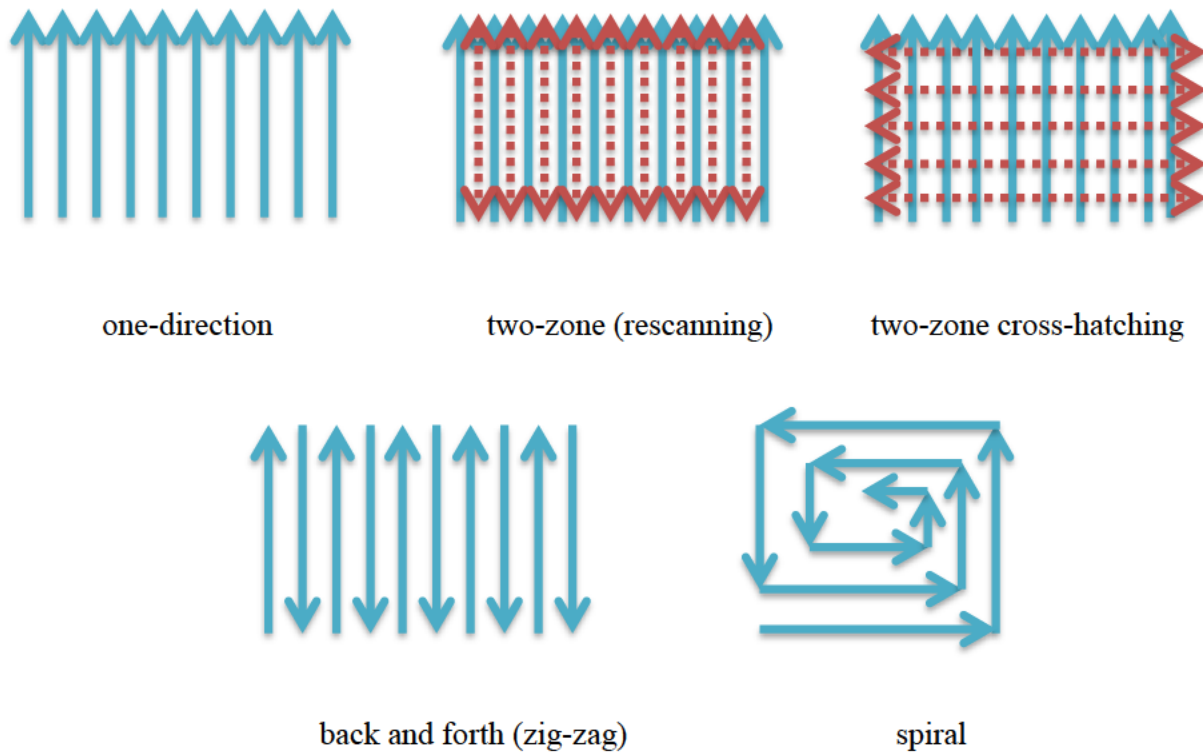 one-direction
two-zone (rescanning)
two-zone cross-hatching
back and forth (zig-zag)
spiral